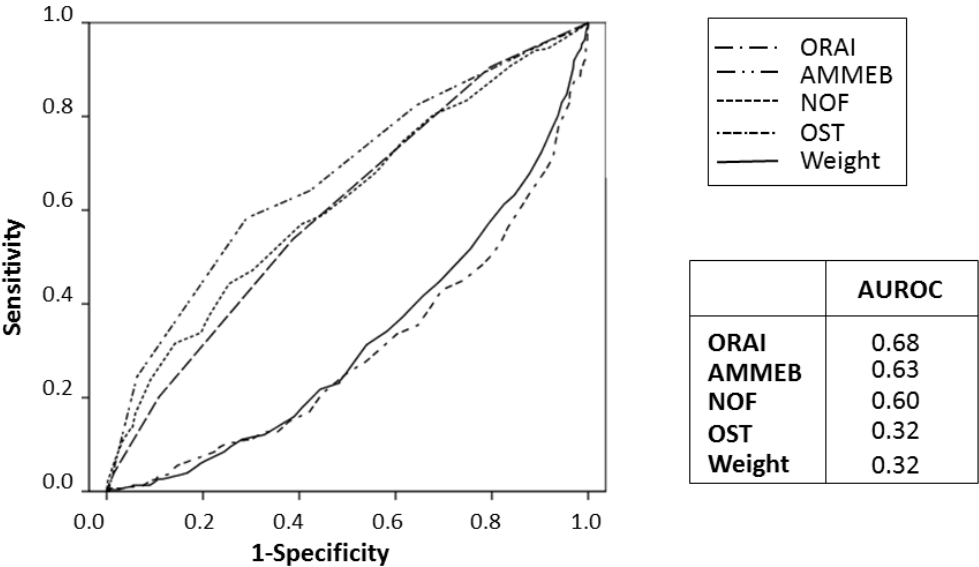 1.0
0.8
0.6
0.4
0.2
0.0
Sensitivity
0.0 0.2 0.4 0.6 0.8 1.0
1-Specificity
ORAI
AMMEB
NOF
OST
Weight
AUROC
ORAI 0.68
AMMEB 0.63
NOF 0.60
OST 0.32
Weight 0.32